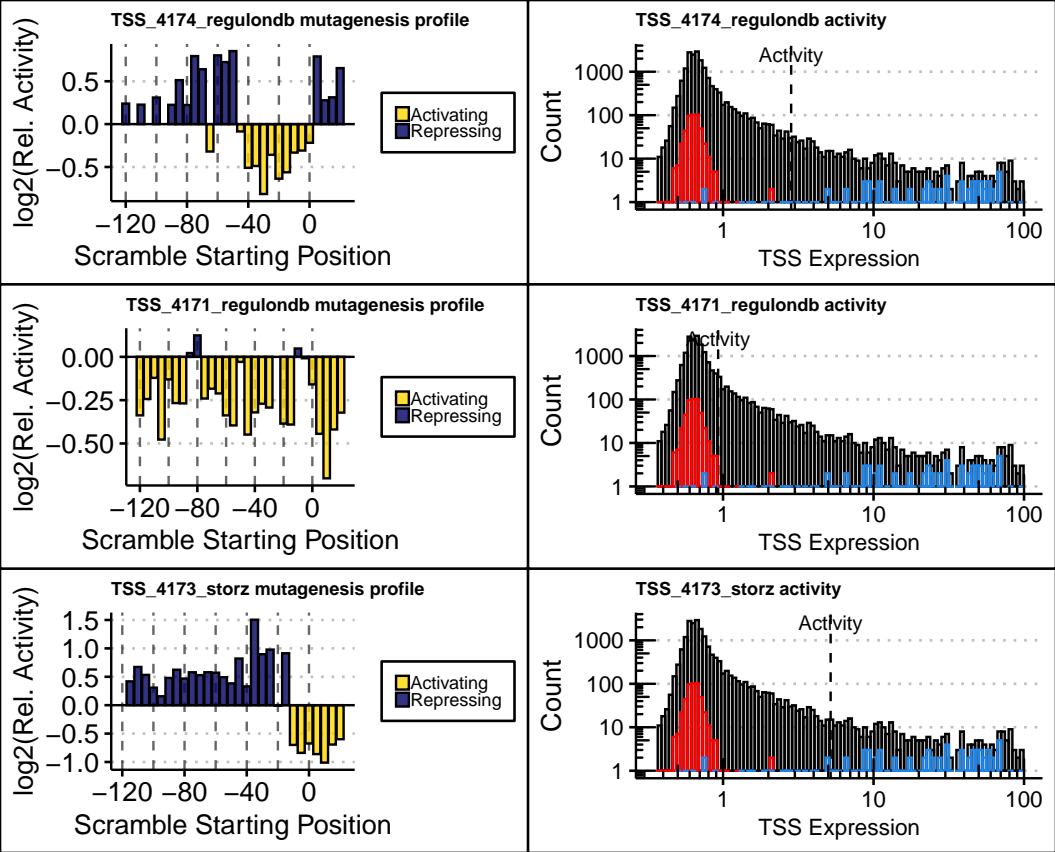 TSS_4174_regulondb mutagenesis profile
log2(Rel. Activity)
0.5
0.0
−0.5
−120 −80 −40 0
Scramble Starting Position
Activating
Repressing
TSS_4174_regulondb activity
Activity
Count
1000
100
10
1
1 10 100
TSS Expression
TSS_4171_regulondb mutagenesis profile
log2(Rel. Activity)
0.00
−0.25
−0.50
−120 −80 −40 0
Scramble Starting Position
Activating
Repressing
TSS_4171_regulondb activity
Activity
Count
1000
100
10
1
1 10 100
TSS Expression
TSS_4173_storz mutagenesis profile
log2(Rel. Activity)
1.5
1.0
0.5
0.0
−0.5
−1.0
−120 −80 −40 0
Scramble Starting Position
Activating
Repressing
TSS_4173_storz activity
Activity
Count
1000
100
10
1
1 10 100
TSS Expression